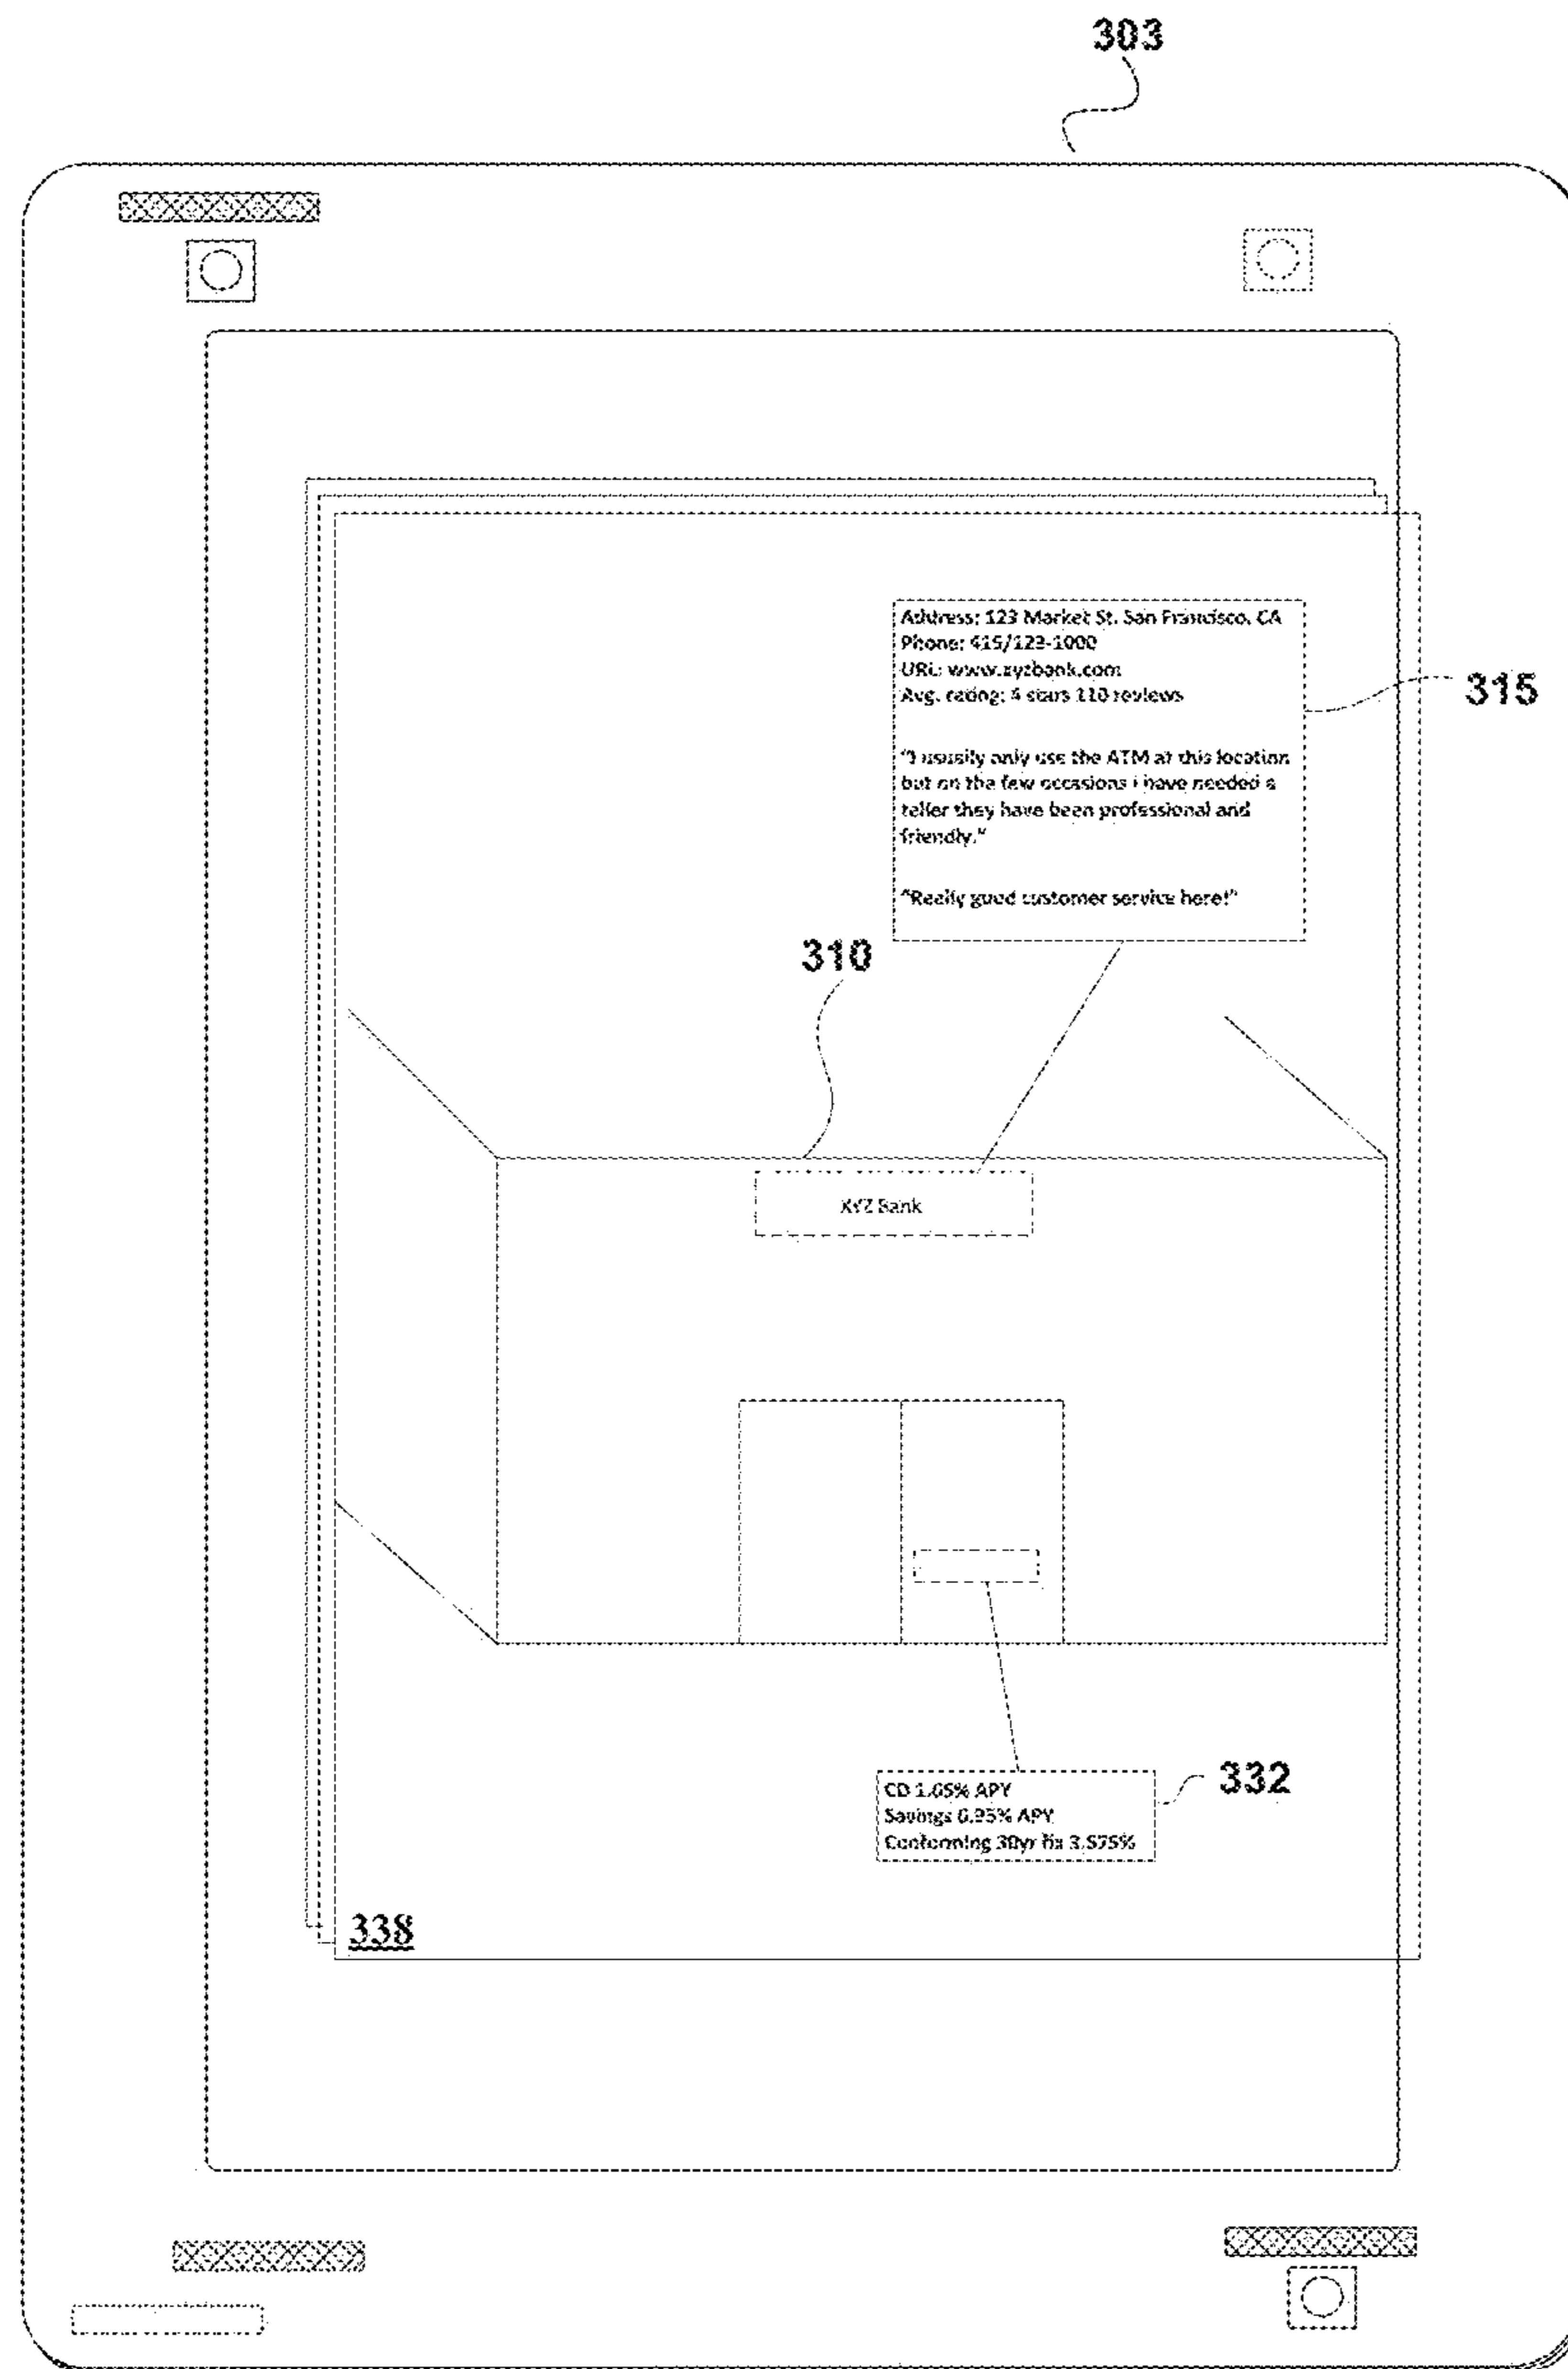 303
Address: 123 Market St. San Francisco, CA
Phone: 415/123-1000
URL: www.xyzbank.com
Avg. rating: 4 stars 110 reviews
315
"I usually only use the ATM at this location
but on the few occasions i have needed a
teller they have been professional and
friendly."
"Really good customer service here!"
310
XYZ Bank
332
CD 1.05% APY
Savings 0.95% APY
Conforming 30yr fix 3.575%
338